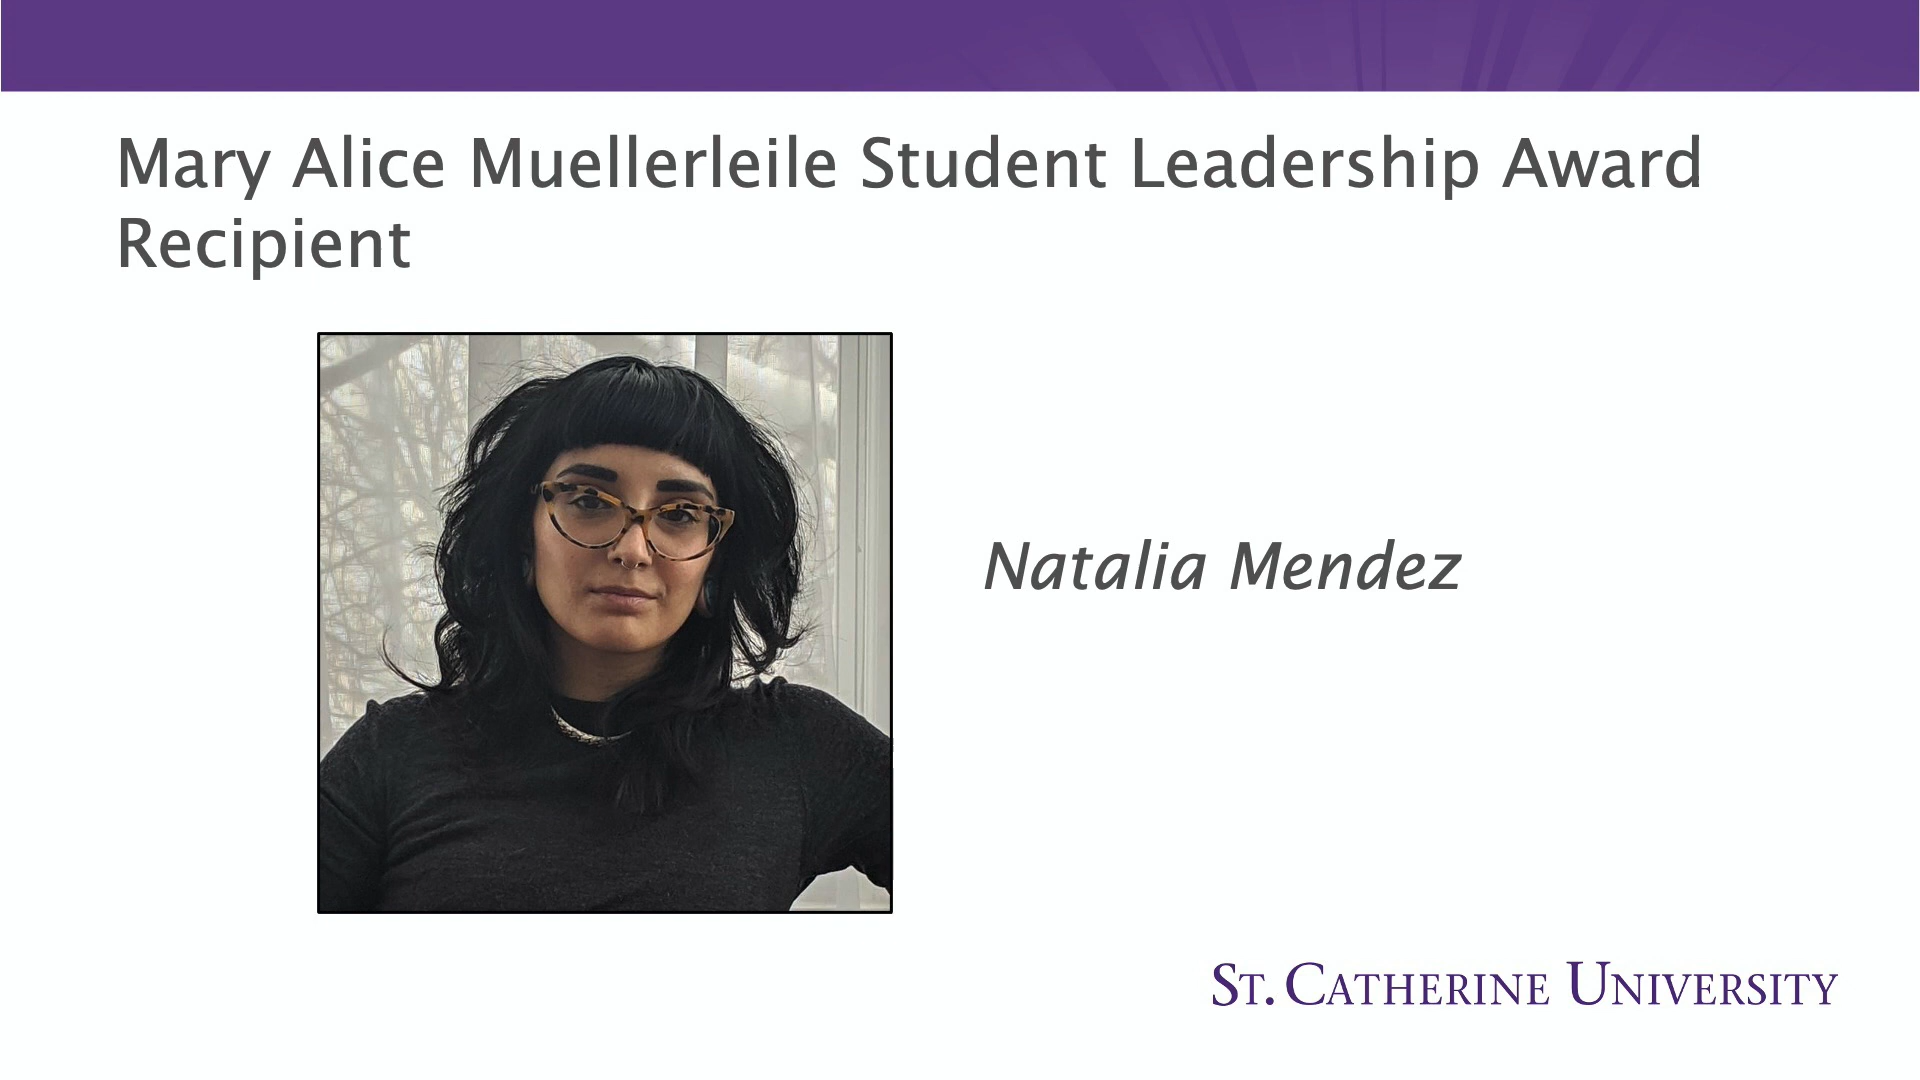 Mary Alice Muellerleile Student Leadership Award
Recipient
Natalia Mendez
St. Catherine University